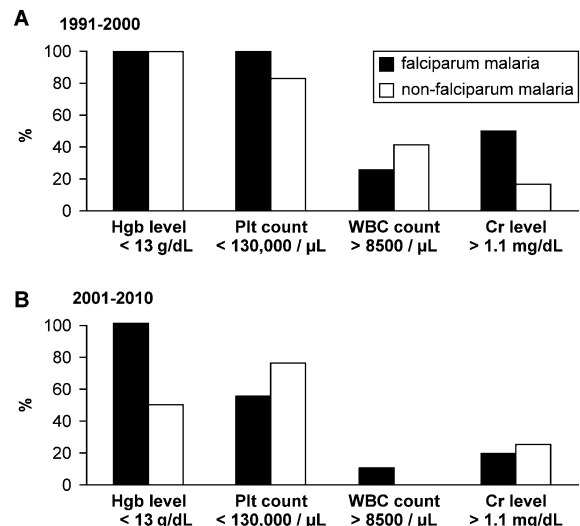 A
1991-2000
falciparum malaria
non-falciparum malaria
%
100
80
60
40
20
0
Hgb level Plt count WBC count Cr level
< 13 g/dL < 130,000 / µL > 8500 / µL > 1.1 mg/dL
B
2001-2010
%
100
80
60
40
20
0
Hgb level Plt count WBC count Cr level
< 13 g/dL < 130,000 / µL > 8500 / µL > 1.1 mg/dL